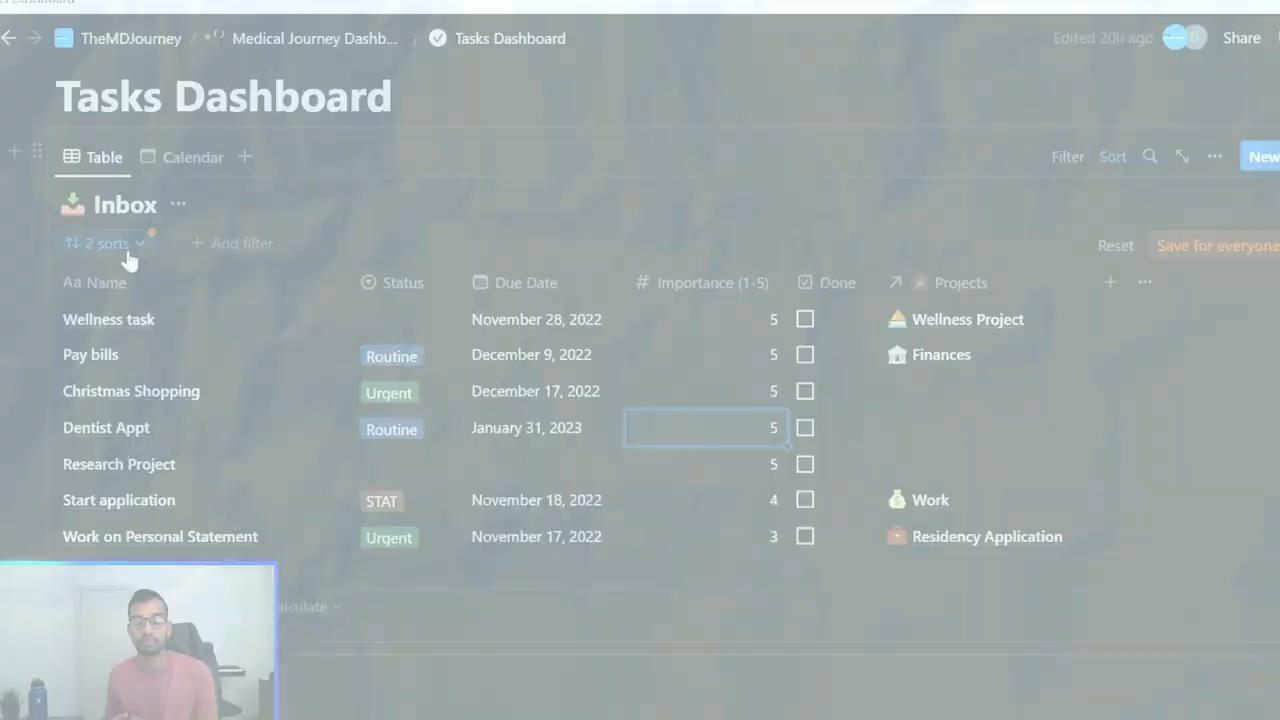 TheMDJourney / Medical Journey Dashb... / Tasks Dashboard
Edited 20h ago
Share
Tasks Dashboard
Table
Calendar
Filter
Sort
New
Inbox
2 sorts
Add filter
Reset
Save for everyone
Aa Name
Status
Due Date
# Importance (1-5)
Done
Projects
Wellness task November 28, 2022 5 Wellness Project
Pay bills Routine December 9, 2022 5 Finances
Christmas Shopping Urgent December 17, 2022 5
Dentist Appt Routine January 31, 2023 5
Research Project 5
Start application STAT November 18, 2022 4 Work
Work on Personal Statement Urgent November 17, 2022 3 Residency Application
alculate